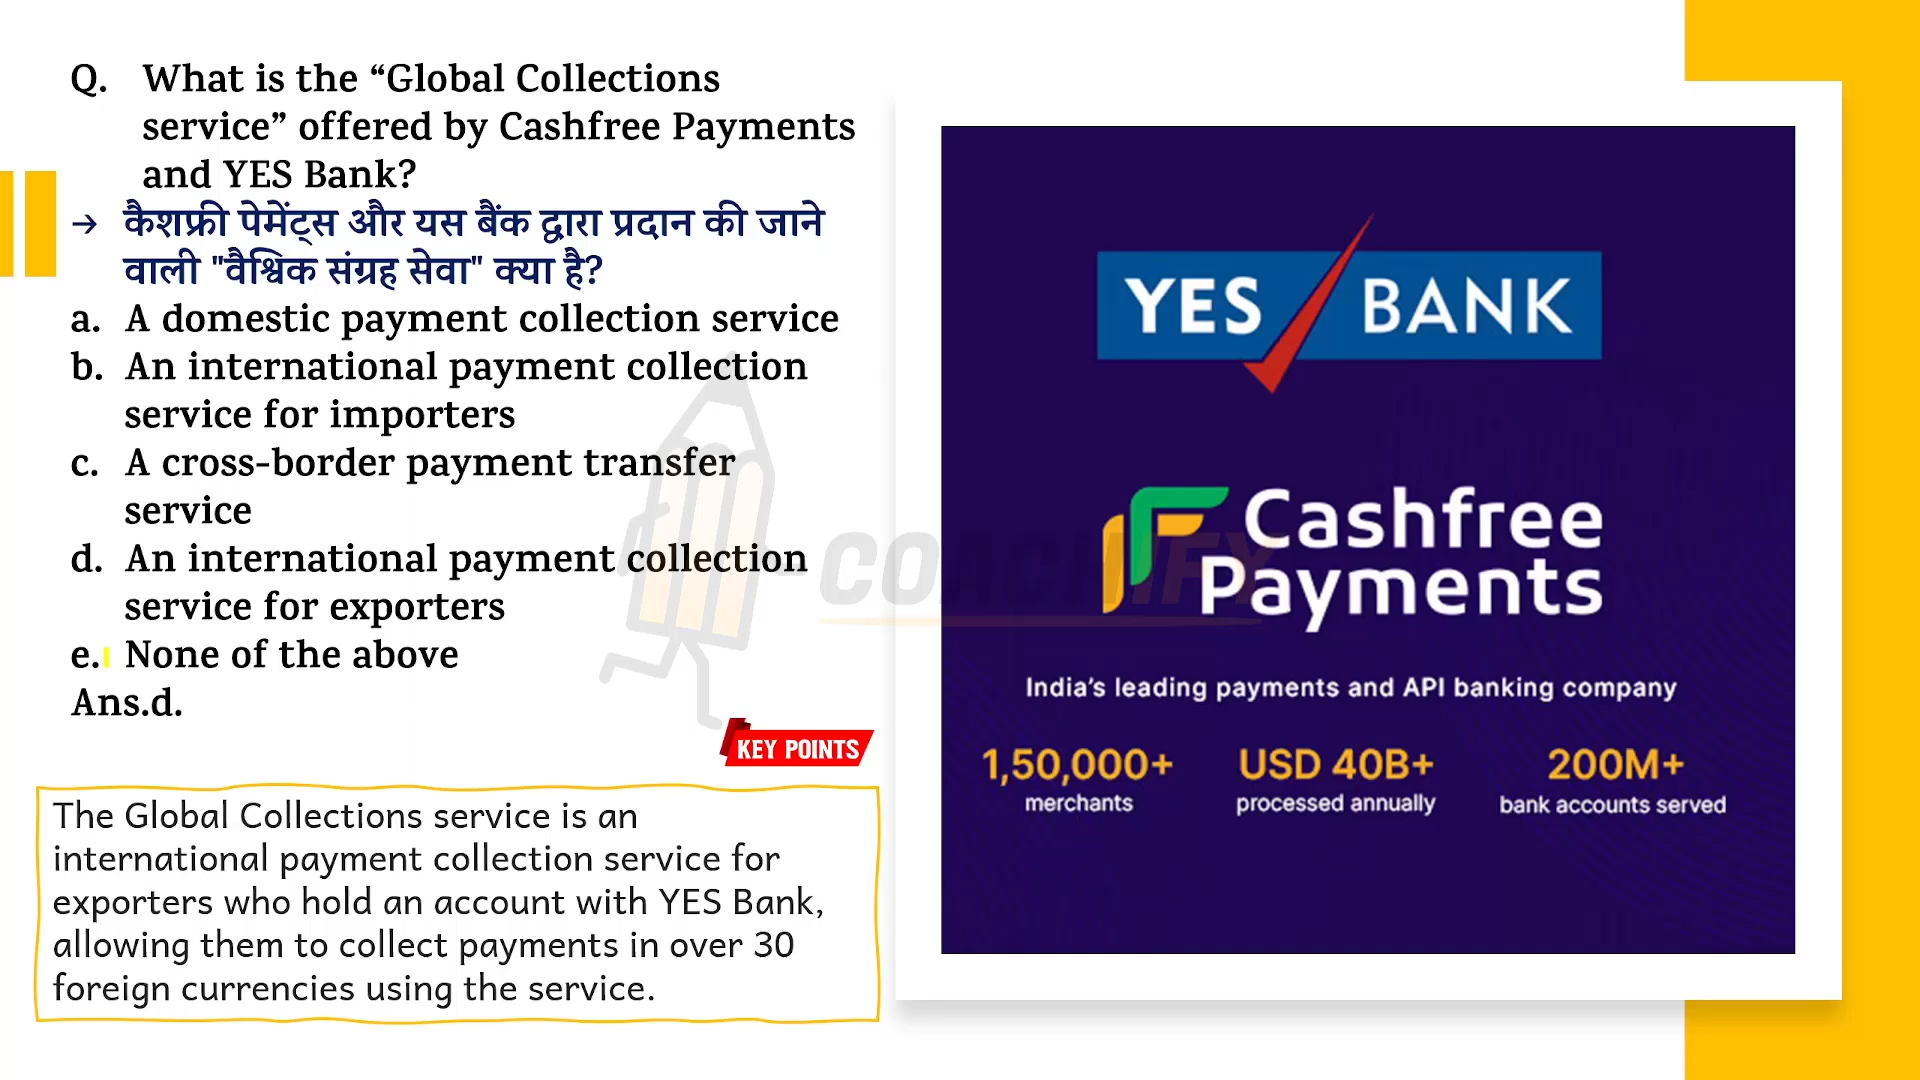 Q. What is the “Global Collections
service” offered by Cashfree Payments
and YES Bank?
→ कैशफ्री पेमेंट्स और यस बैंक द्वारा प्रदान की जाने
वाली "वैश्विक संग्रह सेवा" क्या है?
a. A domestic payment collection service
b. An international payment collection
service for importers
c. A cross-border payment transfer
service
d. An international payment collection
service for exporters
e. None of the above
Ans.d.
KEY POINTS
The Global Collections service is an
international payment collection service for
exporters who hold an account with YES Bank,
allowing them to collect payments in over 30
foreign currencies using the service.
COACHIFY
YES BANK
Cashfree
Payments
India's leading payments and API banking company
1,50,000+ USD 40B+ 200M+
merchants processed annually bank accounts served